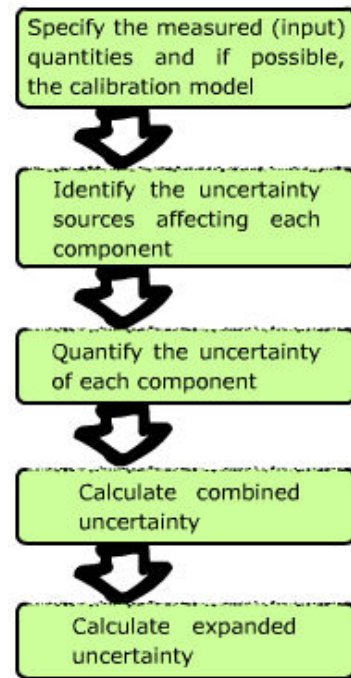 Specify the measured (input)
quantities and if possible,
the calibration model
Identify the uncertainty
sources affecting each
component
Quantify the uncertainty
of each component
Calculate combined
uncertainty
Calculate expanded
uncertainty